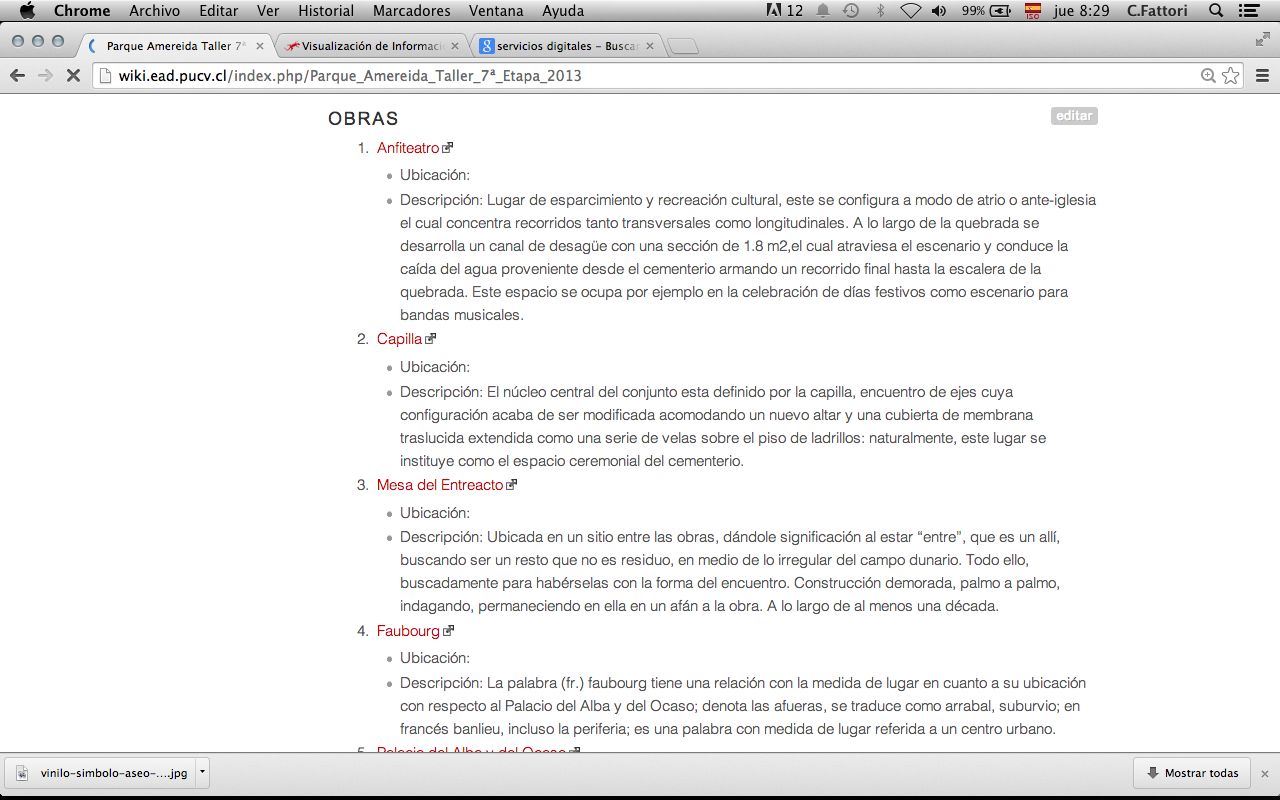 Chrome Archivo Editar Ver Historial Marcadores Ventana Ayuda 12 99% ISO jue 8:29 C.Fattori
Parque Amereida Taller 7ª Visualización de Informaci servicios digitales – Busca
wiki.ead.pucv.cl/index.php/Parque_Amereida_Taller_7ª_Etapa_2013
OBRAS editar
1. Anfiteatro
Ubicación:
Descripción: Lugar de esparcimiento y recreación cultural, este se configura a modo de atrio o ante-iglesia
el cual concentra recorridos tanto transversales como longitudinales. A lo largo de la quebrada se
desarrolla un canal de desagüe con una sección de 1.8 m2,el cual atraviesa el escenario y conduce la
caída del agua proveniente desde el cementerio armando un recorrido final hasta la escalera de la
quebrada. Este espacio se ocupa por ejemplo en la celebración de días festivos como escenario para
bandas musicales.
2. Capilla
Ubicación:
Descripción: El núcleo central del conjunto esta definido por la capilla, encuentro de ejes cuya
configuración acaba de ser modificada acomodando un nuevo altar y una cubierta de membrana
traslucida extendida como una serie de velas sobre el piso de ladrillos: naturalmente, este lugar se
instituye como el espacio ceremonial del cementerio.
3. Mesa del Entreacto
Ubicación:
Descripción: Ubicada en un sitio entre las obras, dándole significación al estar “entre”, que es un allí,
buscando ser un resto que no es residuo, en medio de lo irregular del campo dunario. Todo ello,
buscadamente para habérselas con la forma del encuentro. Construcción demorada, palmo a palmo,
indagando, permaneciendo en ella en un afán a la obra. A lo largo de al menos una década.
4. Faubourg
Ubicación:
Descripción: La palabra (fr.) faubourg tiene una relación con la medida de lugar en cuanto a su ubicación
con respecto al Palacio del Alba y del Ocaso; denota las afueras, se traduce como arrabal, suburvio; en
francés banlieu, incluso la periferia; es una palabra con medida de lugar referida a un centro urbano.
5. Palacio del Alba y del Ocaso
vinilo-simbolo-aseo-....jpg Mostrar todas